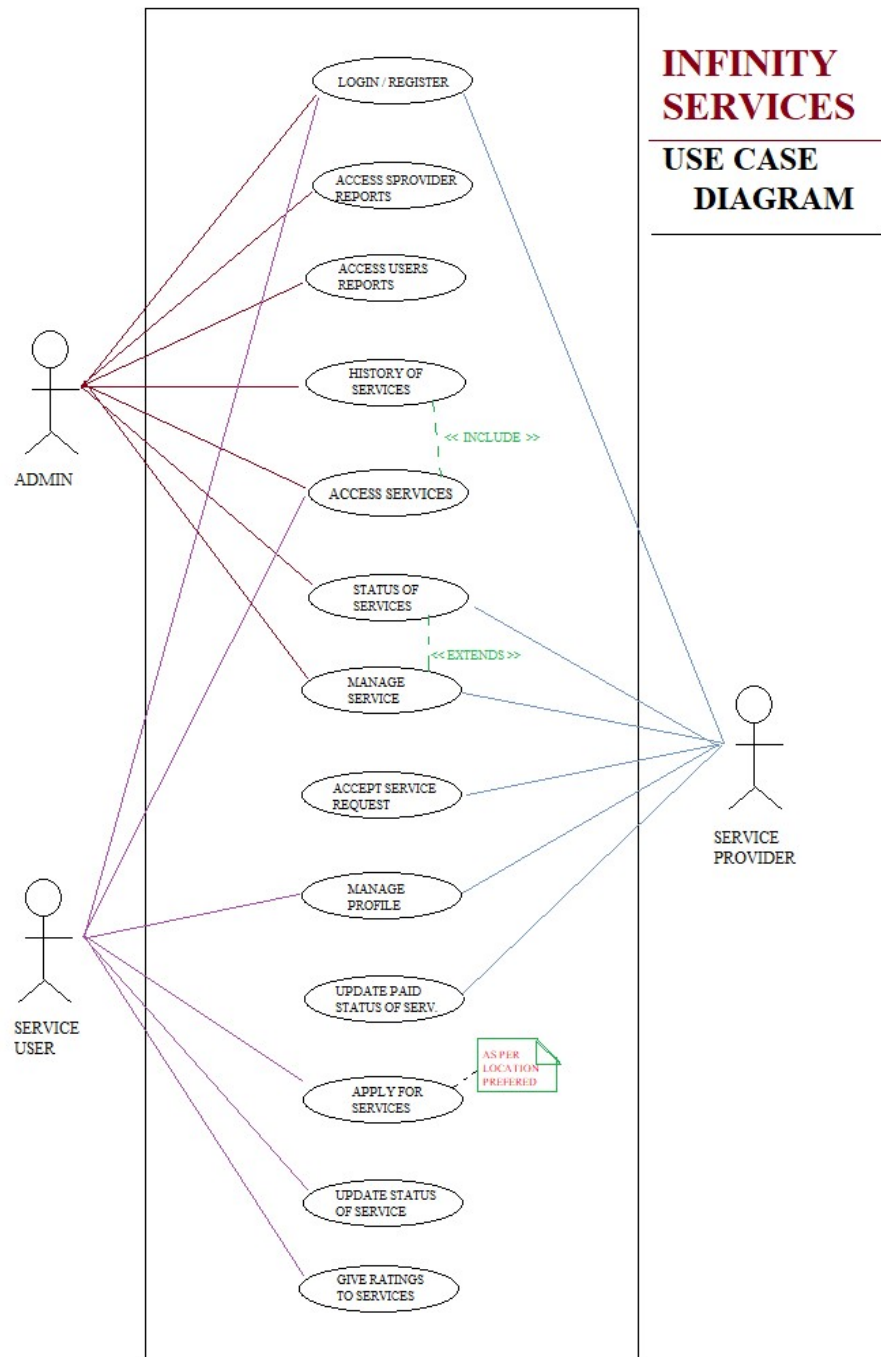 INFINITY
SERVICES
USE CASE
DIAGRAM
LOGIN / REGISTER
ACCESS SPROVIDER
REPORTS
ACCESS USERS
REPORTS
HISTORY OF
SERVICES
<< INCLUDE >>
ADMIN
ACCESS SERVICES
STATUS OF
SERVICES
<< EXTENDS >>
MANAGE
SERVICE
ACCEPT SERVICE
REQUEST
SERVICE
PROVIDER
MANAGE
PROFILE
UPDATE PAID
STATUS OF SERV.
SERVICE
USER
AS PER
LOCATION
PREFERED
APPLY FOR
SERVICES
UPDATE STATUS
OF SERVICE
GIVE RATINGS
TO SERVICES